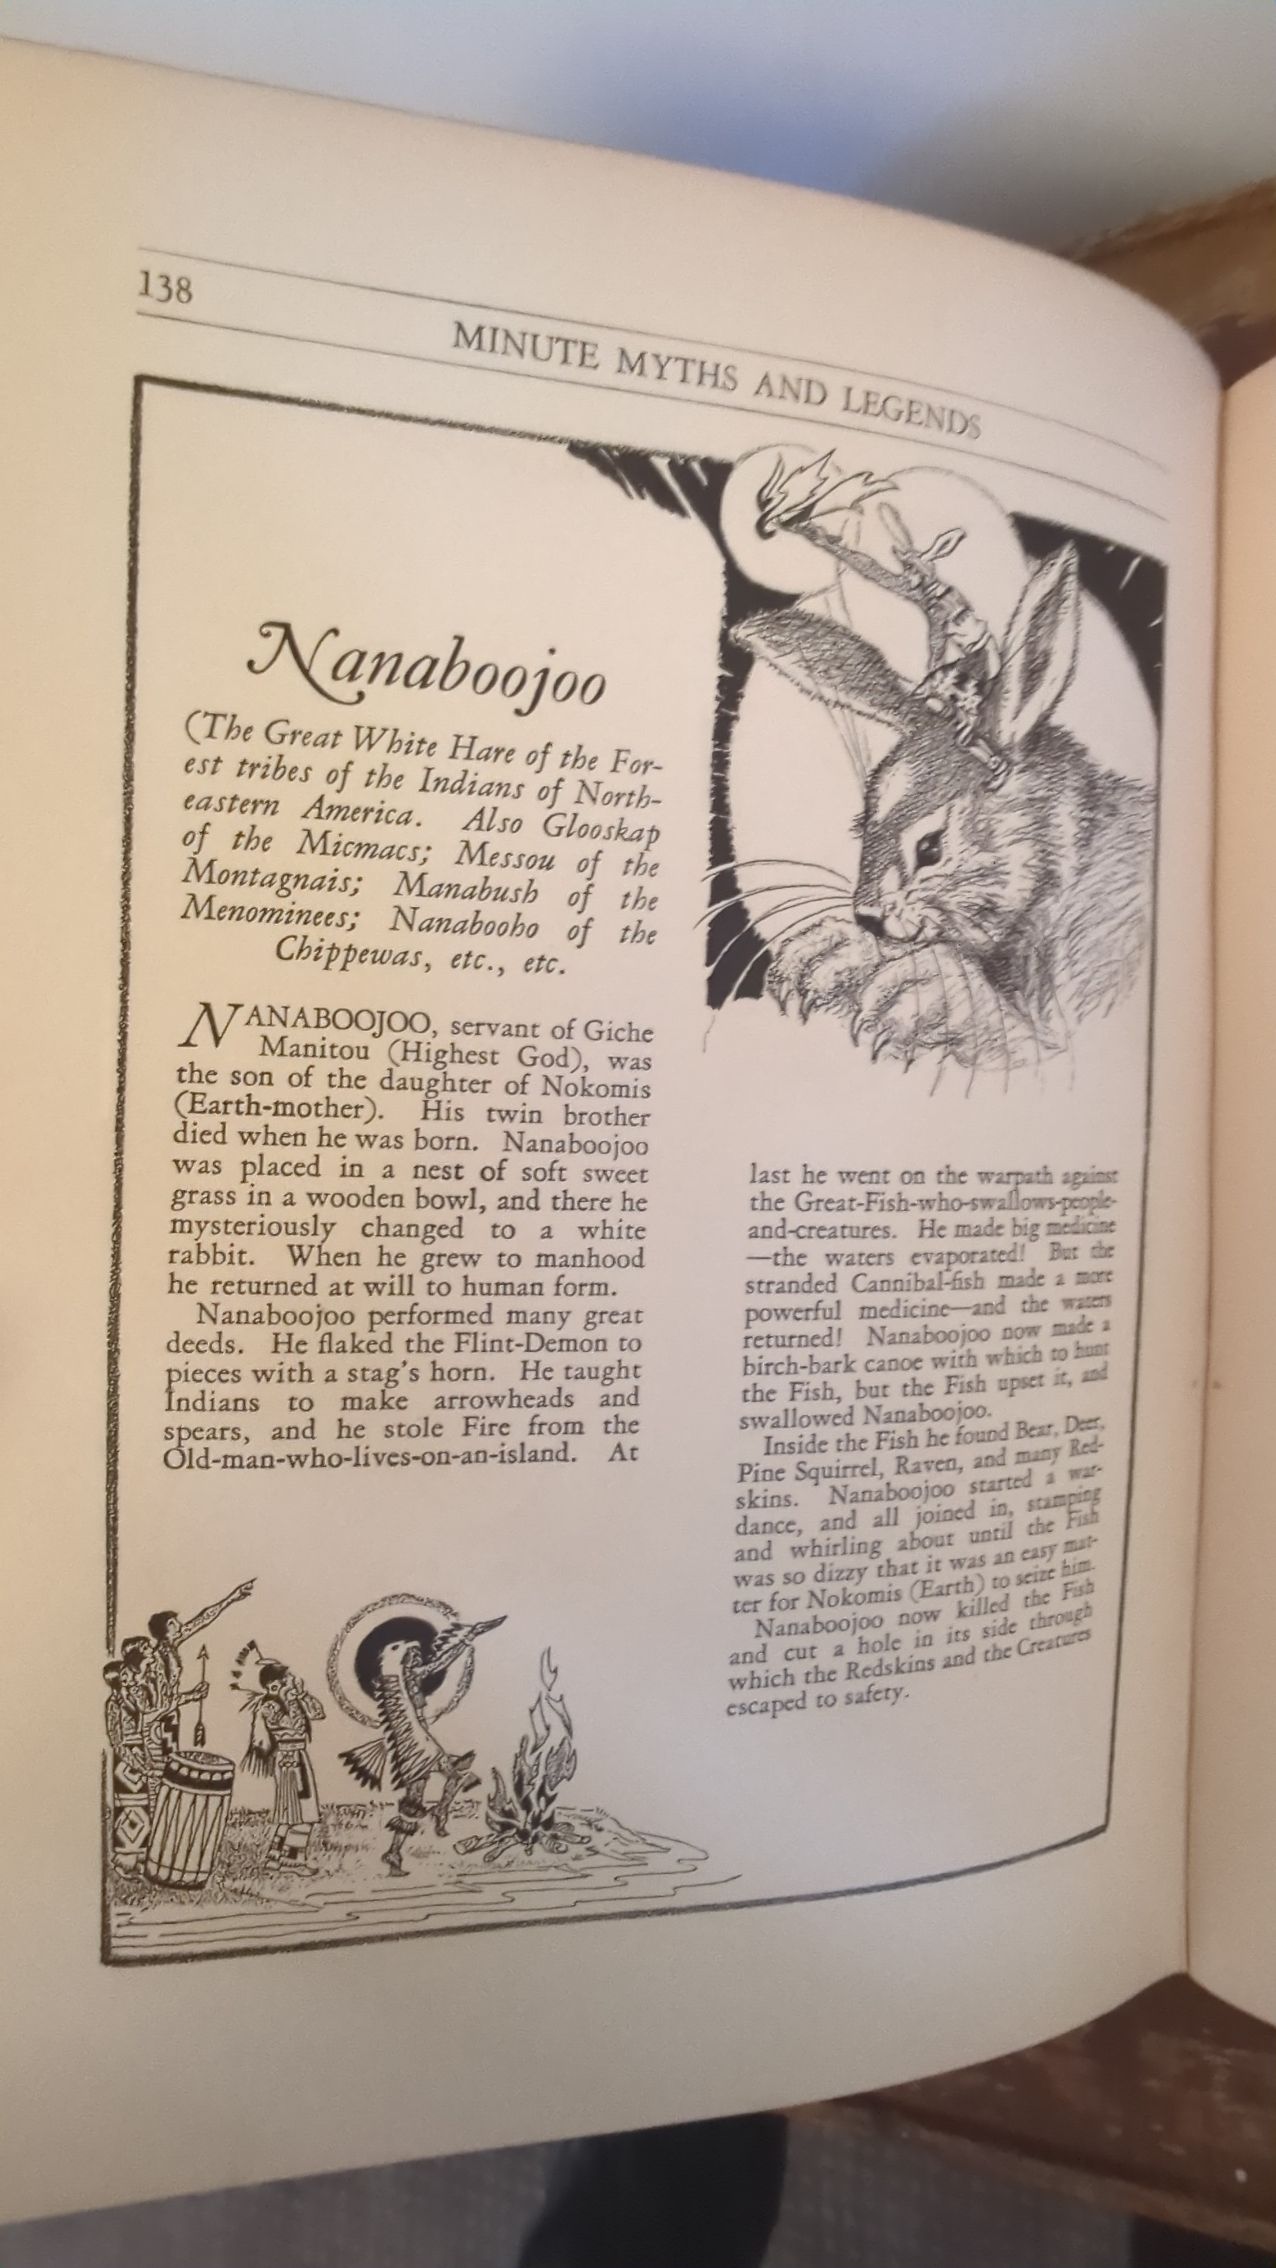 138
MINUTE MYTHS AND LEGENDS
Nanaboojoo
(The Great White Hare of the For-
est tribes of the Indians of North-
eastern America. Also Glooskap
of the Micmacs; Messou of the
Montagnais; Manabush of the
Menominees; Nanabooho of the
Chippewas, etc., etc.
NANABOOJOO, servant of Giche
Manitou (Highest God), was
the son of the daughter of Nokomis
(Earth-mother). His twin brother
died when he was born. Nanaboojoo
was placed in a nest of soft sweet
grass in a wooden bowl, and there he
mysteriously changed to a white
rabbit. When he grew to manhood
he returned at will to human form.
Nanaboojoo performed many great
deeds. He flaked the Flint-Demon to
pieces with a stag's horn. He taught
Indians to make arrowheads and
spears, and he stole Fire from the
Old-man-who-lives-on-an-island. At
last he went on the warpath against
the Great-Fish-who-swallows-people-
and-creatures. He made big medicine
—the waters evaporated! But the
stranded Cannibal-fish made a more
powerful medicine—and the waters
returned! Nanaboojoo now made a
birch-bark canoe with which to hunt
the Fish, but the Fish upset it, and
swallowed Nanaboojoo.
Inside the Fish he found Bear, Deer,
Pine Squirrel, Raven, and many Red-
skins. Nanaboojoo started a war-
dance, and all joined in, stamping
and whirling about until the Fish
was so dizzy that it was an easy mat-
ter for Nokomis (Earth) to seize him.
Nanaboojoo now killed the Fish
and cut a hole in its side through
which the Redskins and the Creatures
escaped to safety.